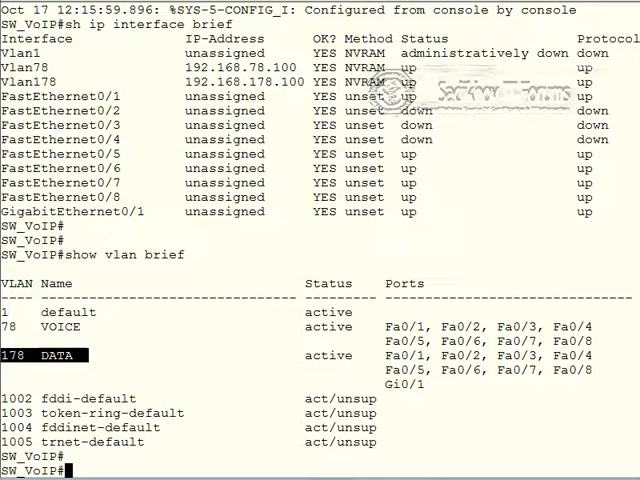 Oct 17 12:15:59.896: %SYS-5-CONFIG_I: Configured from console by console
SW_VoIP#sh ip interface brief
Interface IP-Address OK? Method Status Protocol
Vlan1 unassigned YES NVRAM administratively down down
Vlan78 192.168.78.100 YES NVRAM up up
Vlan178 192.168.178.100 YES NVRAM up up
FastEthernet0/1 unassigned YES unset up up
FastEthernet0/2 unassigned YES unset down down
FastEthernet0/3 unassigned YES unset down down
FastEthernet0/4 unassigned YES unset down down
FastEthernet0/5 unassigned YES unset up up
FastEthernet0/6 unassigned YES unset up up
FastEthernet0/7 unassigned YES unset up up
FastEthernet0/8 unassigned YES unset up up
GigabitEthernet0/1 unassigned YES unset up up
SW_VoIP#
SW_VoIP#
SW_VoIP#show vlan brief
VLAN Name Status Ports
---- -------------------------------- --------- -------------------------------
1 default active
78 VOICE active Fa0/1, Fa0/2, Fa0/3, Fa0/4
Fa0/5, Fa0/6, Fa0/7, Fa0/8
178 DATA active Fa0/1, Fa0/2, Fa0/3, Fa0/4
Fa0/5, Fa0/6, Fa0/7, Fa0/8
Gi0/1
1002 fddi-default act/unsup
1003 token-ring-default act/unsup
1004 fddinet-default act/unsup
1005 trnet-default act/unsup
SW_VoIP#
SW_VoIP#